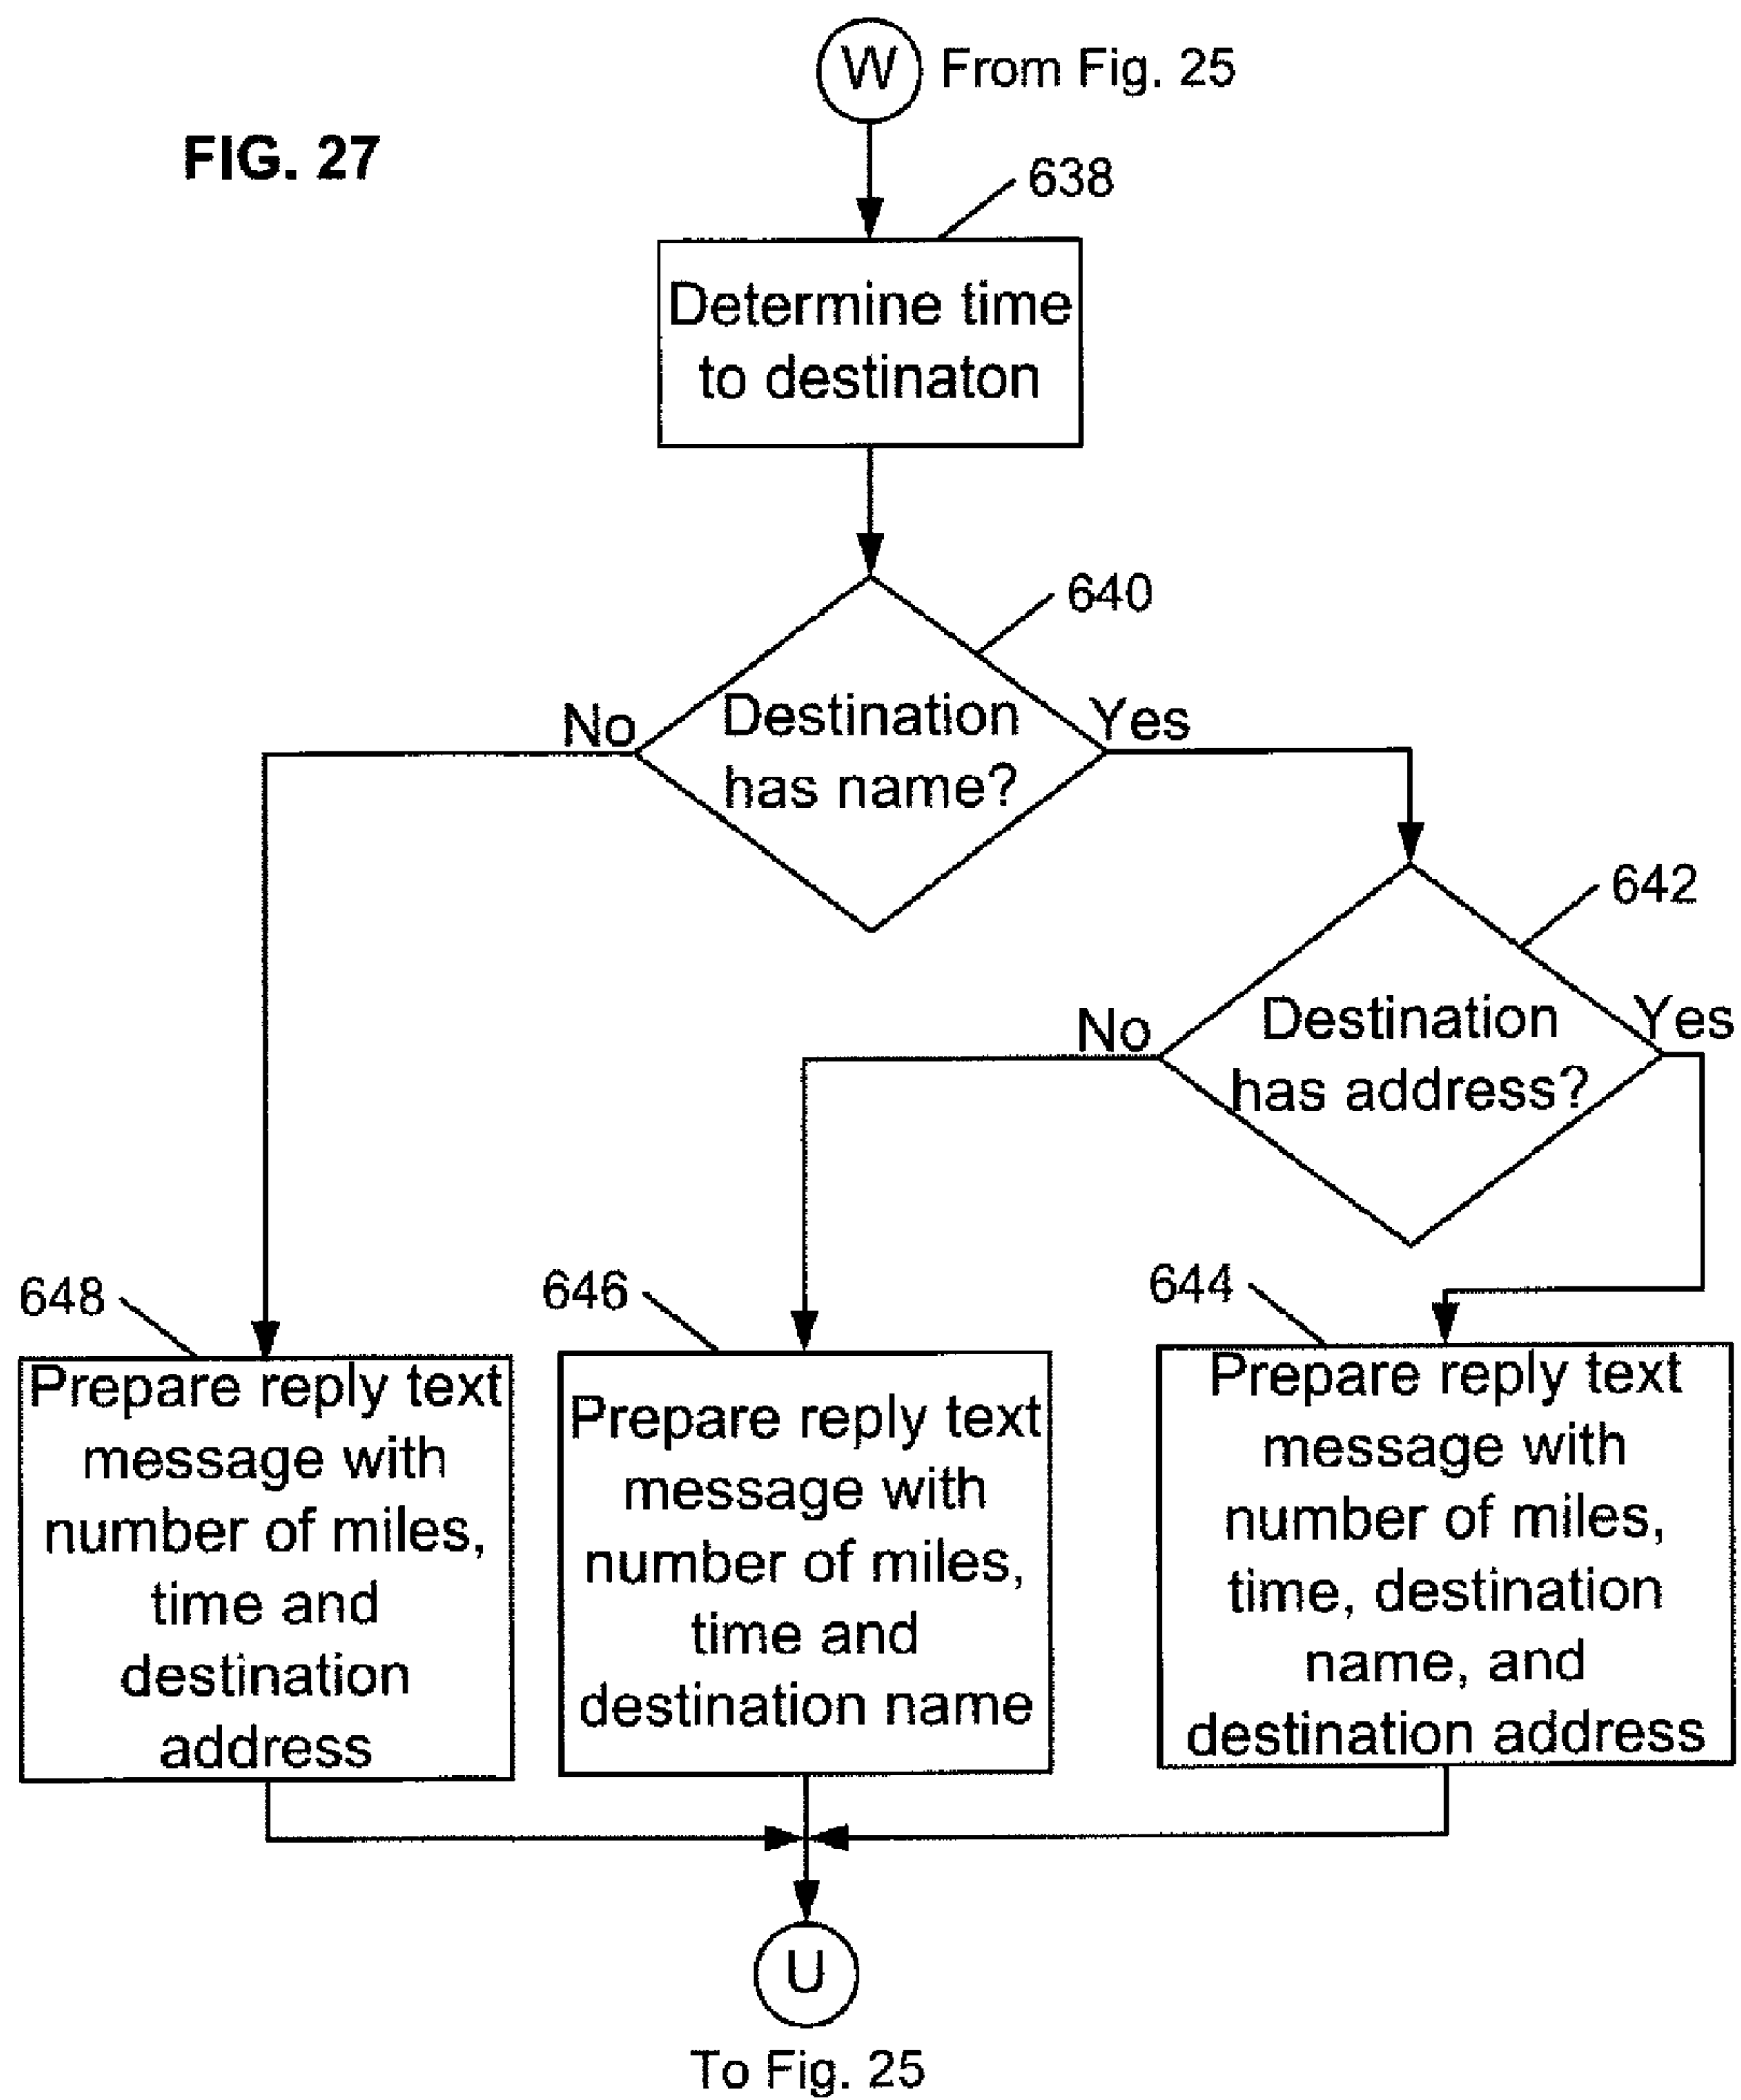 W From Fig. 25
FIG. 27
638
Determine time
to destinaton
640
No
Destination
has name?
Yes
642
No
Destination
has address?
Yes
648
Prepare reply text
message with
number of miles,
time and
destination
address
646
Prepare reply text
message with
number of miles,
time and
destination name
644
Prepare reply text
message with
number of miles,
time, destination
name, and
destination address
U
To Fig. 25